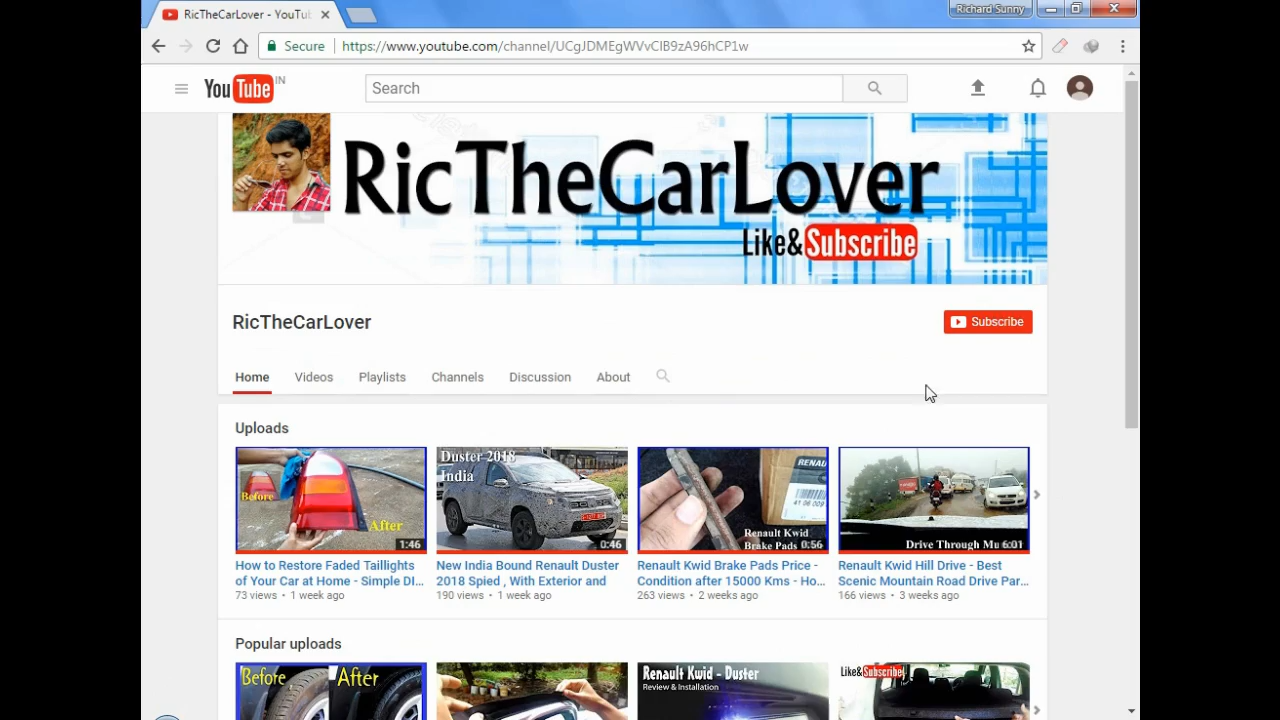 RicTheCarLover - YouTu
Richard Sunny
Secure
https://www.youtube.com/channel/UCgJDMEgWVvClB9zA96hCP1w
YouTube
IN
Search
RicTheCarLover
Like&Subscribe
RicTheCarLover
Subscribe
Home
Videos
Playlists
Channels
Discussion
About
Uploads
Before
After
1:46
Duster 2018
India
0:46
RENAU
41 06 009
Renault Kwid
Brake Pads
0:56
Drive Through Mu
6:01
How to Restore Faded Taillights
of Your Car at Home - Simple DI...
73 views • 1 week ago
New India Bound Renault Duster
2018 Spied , With Exterior and
190 views • 1 week ago
Renault Kwid Brake Pads Price -
Condition after 15000 Kms - Ho...
263 views • 2 weeks ago
Renault Kwid Hill Drive - Best
Scenic Mountain Road Drive Par...
166 views • 3 weeks ago
Popular uploads
Before
After
Renault Kwid - Duster
Review & Installation
Like&Subscribe